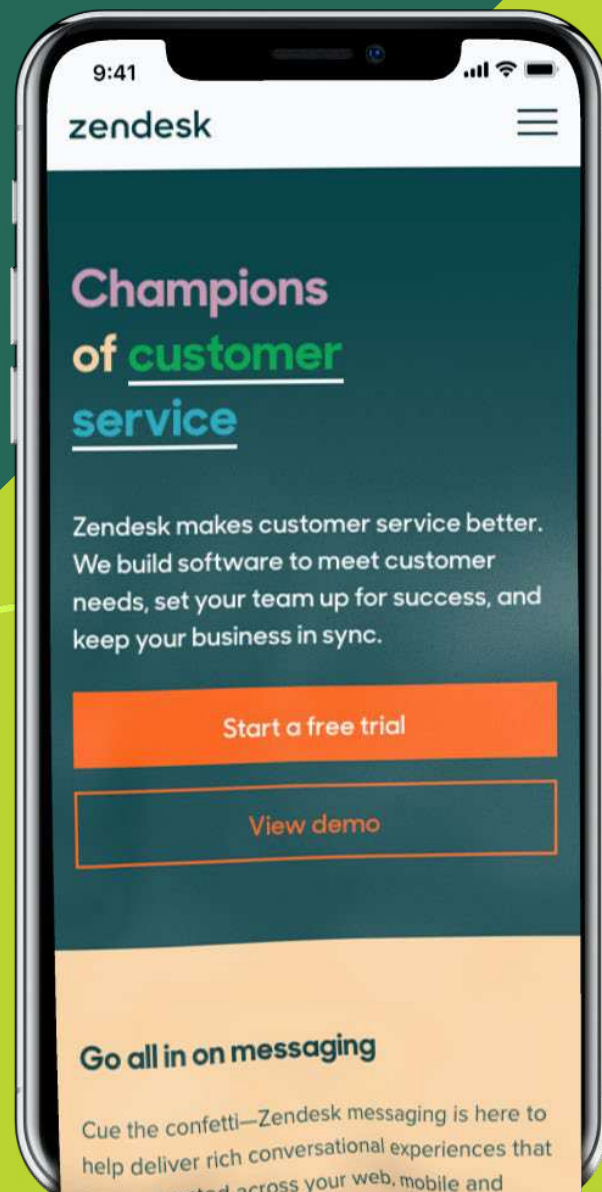 9:41
zendesk
Champions
of customer
service
Zendesk makes customer service better.
We build software to meet customer
needs, set your team up for success, and
keep your business in sync.
Start a free trial
View demo
Go all in on messaging
Cue the confetti—Zendesk messaging is here to
help deliver rich conversational experiences that
across your web, mobile and